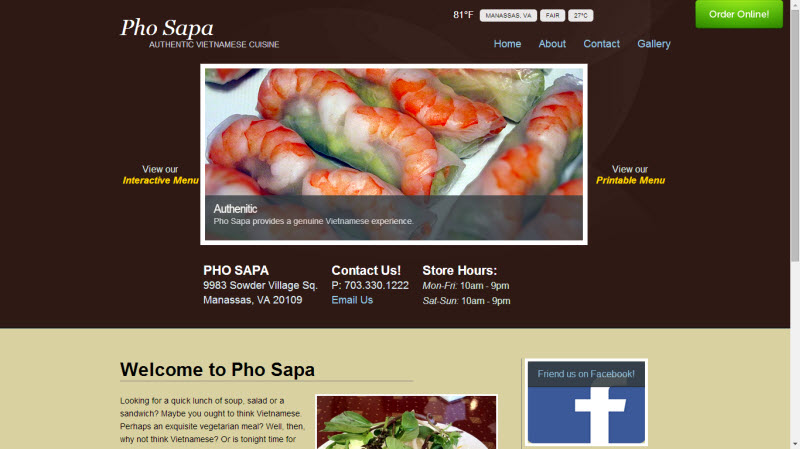 Pho Sapa
AUTHENTIC VIETNAMESE CUISINE
81°F MANASSAS, VA FAIR 27°C
Order Online!
Home About Contact Gallery
View our
Interactive Menu
View our
Printable Menu
Authenitic
Pho Sapa provides a genuine Vietnamese experience.
PHO SAPA
9983 Sowder Village Sq.
Manassas, VA 20109
Contact Us!
P: 703.330.1222
Email Us
Store Hours:
Mon-Fri: 10am - 9pm
Sat-Sun: 10am - 9pm
Welcome to Pho Sapa
Looking for a quick lunch of soup, salad or a
sandwich? Maybe you ought to think Vietnamese.
Perhaps an exquisite vegetarian meal? Well, then,
why not think Vietnamese? Or is tonight time for
Friend us on Facebook!
f